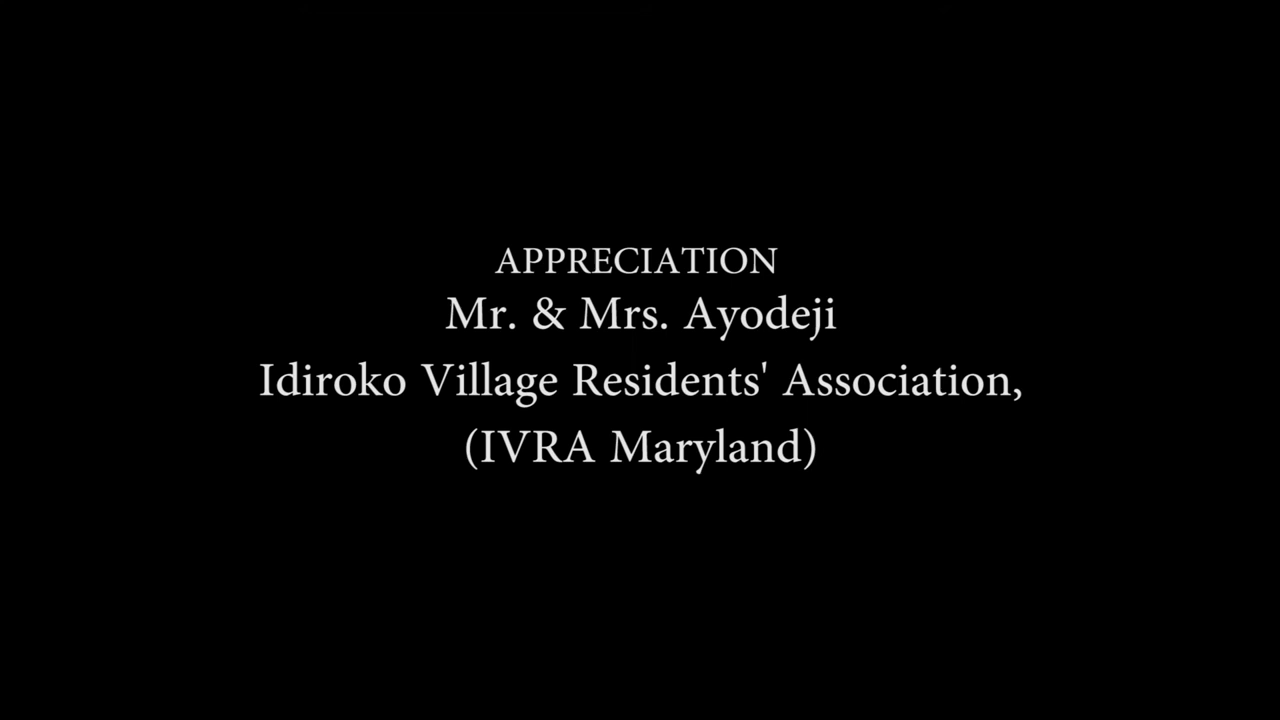 APPRECIATION
Mr. & Mrs. Ayodeji
Idiroko Village Residents' Association,
(IVRA Maryland)